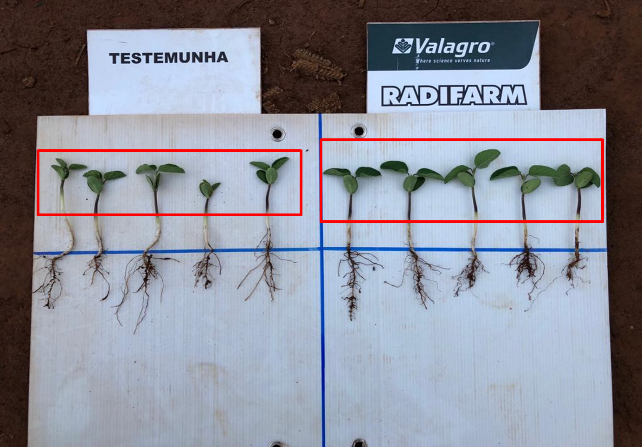 TESTEMUNHA
Valagro®
Where science serves nature
RADIFARM